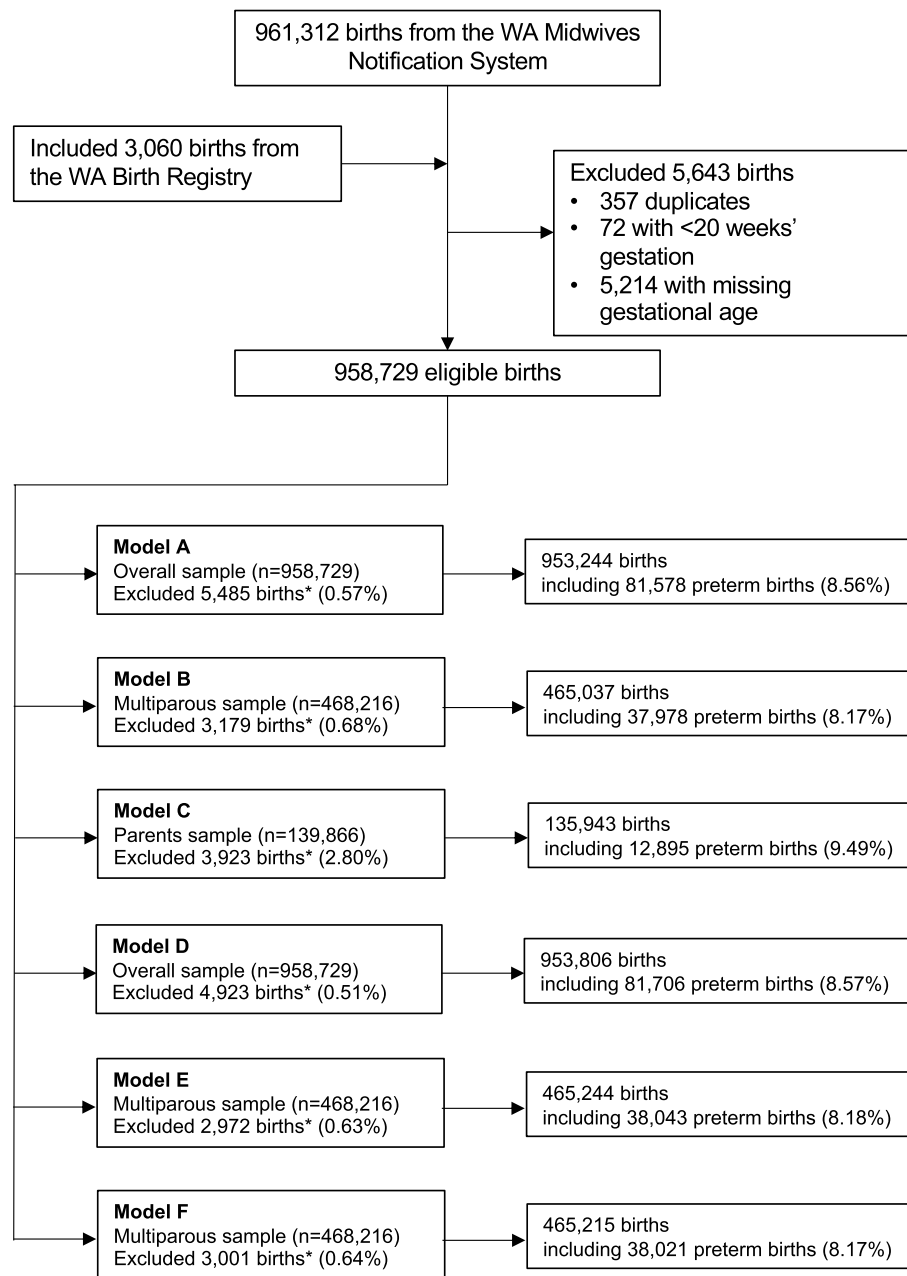 961,312 births from the WA Midwives
Notification System
Included 3,060 births from
the WA Birth Registry
Excluded 5,643 births
• 357 duplicates
• 72 with <20 weeks’
gestation
• 5,214 with missing
gestational age
958,729 eligible births
Model A
Overall sample (n=958,729)
Excluded 5,485 births* (0.57%)
953,244 births
including 81,578 preterm births (8.56%)
Model B
Multiparous sample (n=468,216)
Excluded 3,179 births* (0.68%)
465,037 births
including 37,978 preterm births (8.17%)
Model C
Parents sample (n=139,866)
Excluded 3,923 births* (2.80%)
135,943 births
including 12,895 preterm births (9.49%)
Model D
Overall sample (n=958,729)
Excluded 4,923 births* (0.51%)
953,806 births
including 81,706 preterm births (8.57%)
Model E
Multiparous sample (n=468,216)
Excluded 2,972 births* (0.63%)
465,244 births
including 38,043 preterm births (8.18%)
Model F
Multiparous sample (n=468,216)
Excluded 3,001 births* (0.64%)
465,215 births
including 38,021 preterm births (8.17%)